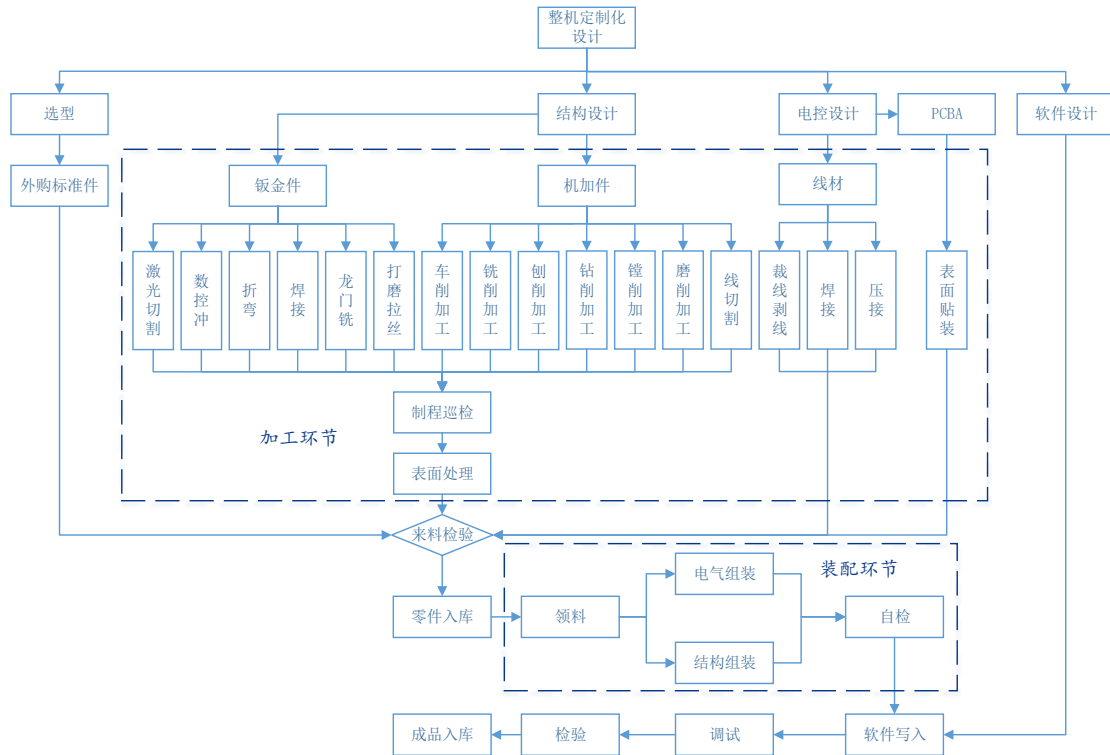 整机定制化
设计
选型
结构设计
电控设计
PCBA
软件设计
外购标准件
钣金件
机加件
线材
激光切割
数控冲
折弯
焊接
龙门铣
打磨拉丝
车削加工
铣削加工
刨削加工
钻削加工
镗削加工
磨削加工
线切割
裁线剥线
焊接
压接
表面贴装
制程巡检
加工环节
表面处理
来料检验
电气组装
装配环节
零件入库
领料
自检
结构组装
成品入库
检验
调试
软件写入